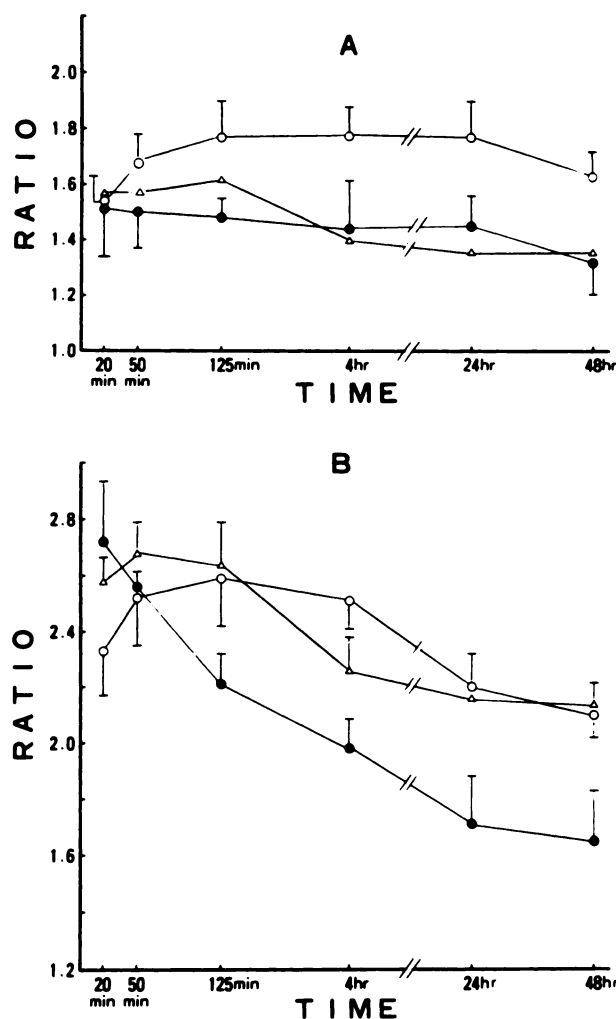 A
RATIO
2.0
1.8
1.6
1.4
1.2
1.0
20 min
50 min
125min
4hr
24hr
48hr
TIME
B
RATIO
2.8
2.4
2.0
1.6
1.2
20 min
50 min
125min
4hr
24hr
48hr
TIME